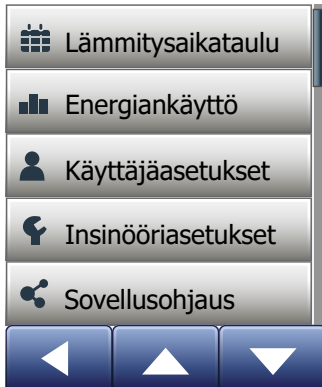 Lämmitysaikataulu
Energiankäyttö
Käyttäjäasetukset
Insinööriasetukset
Sovellusohjaus